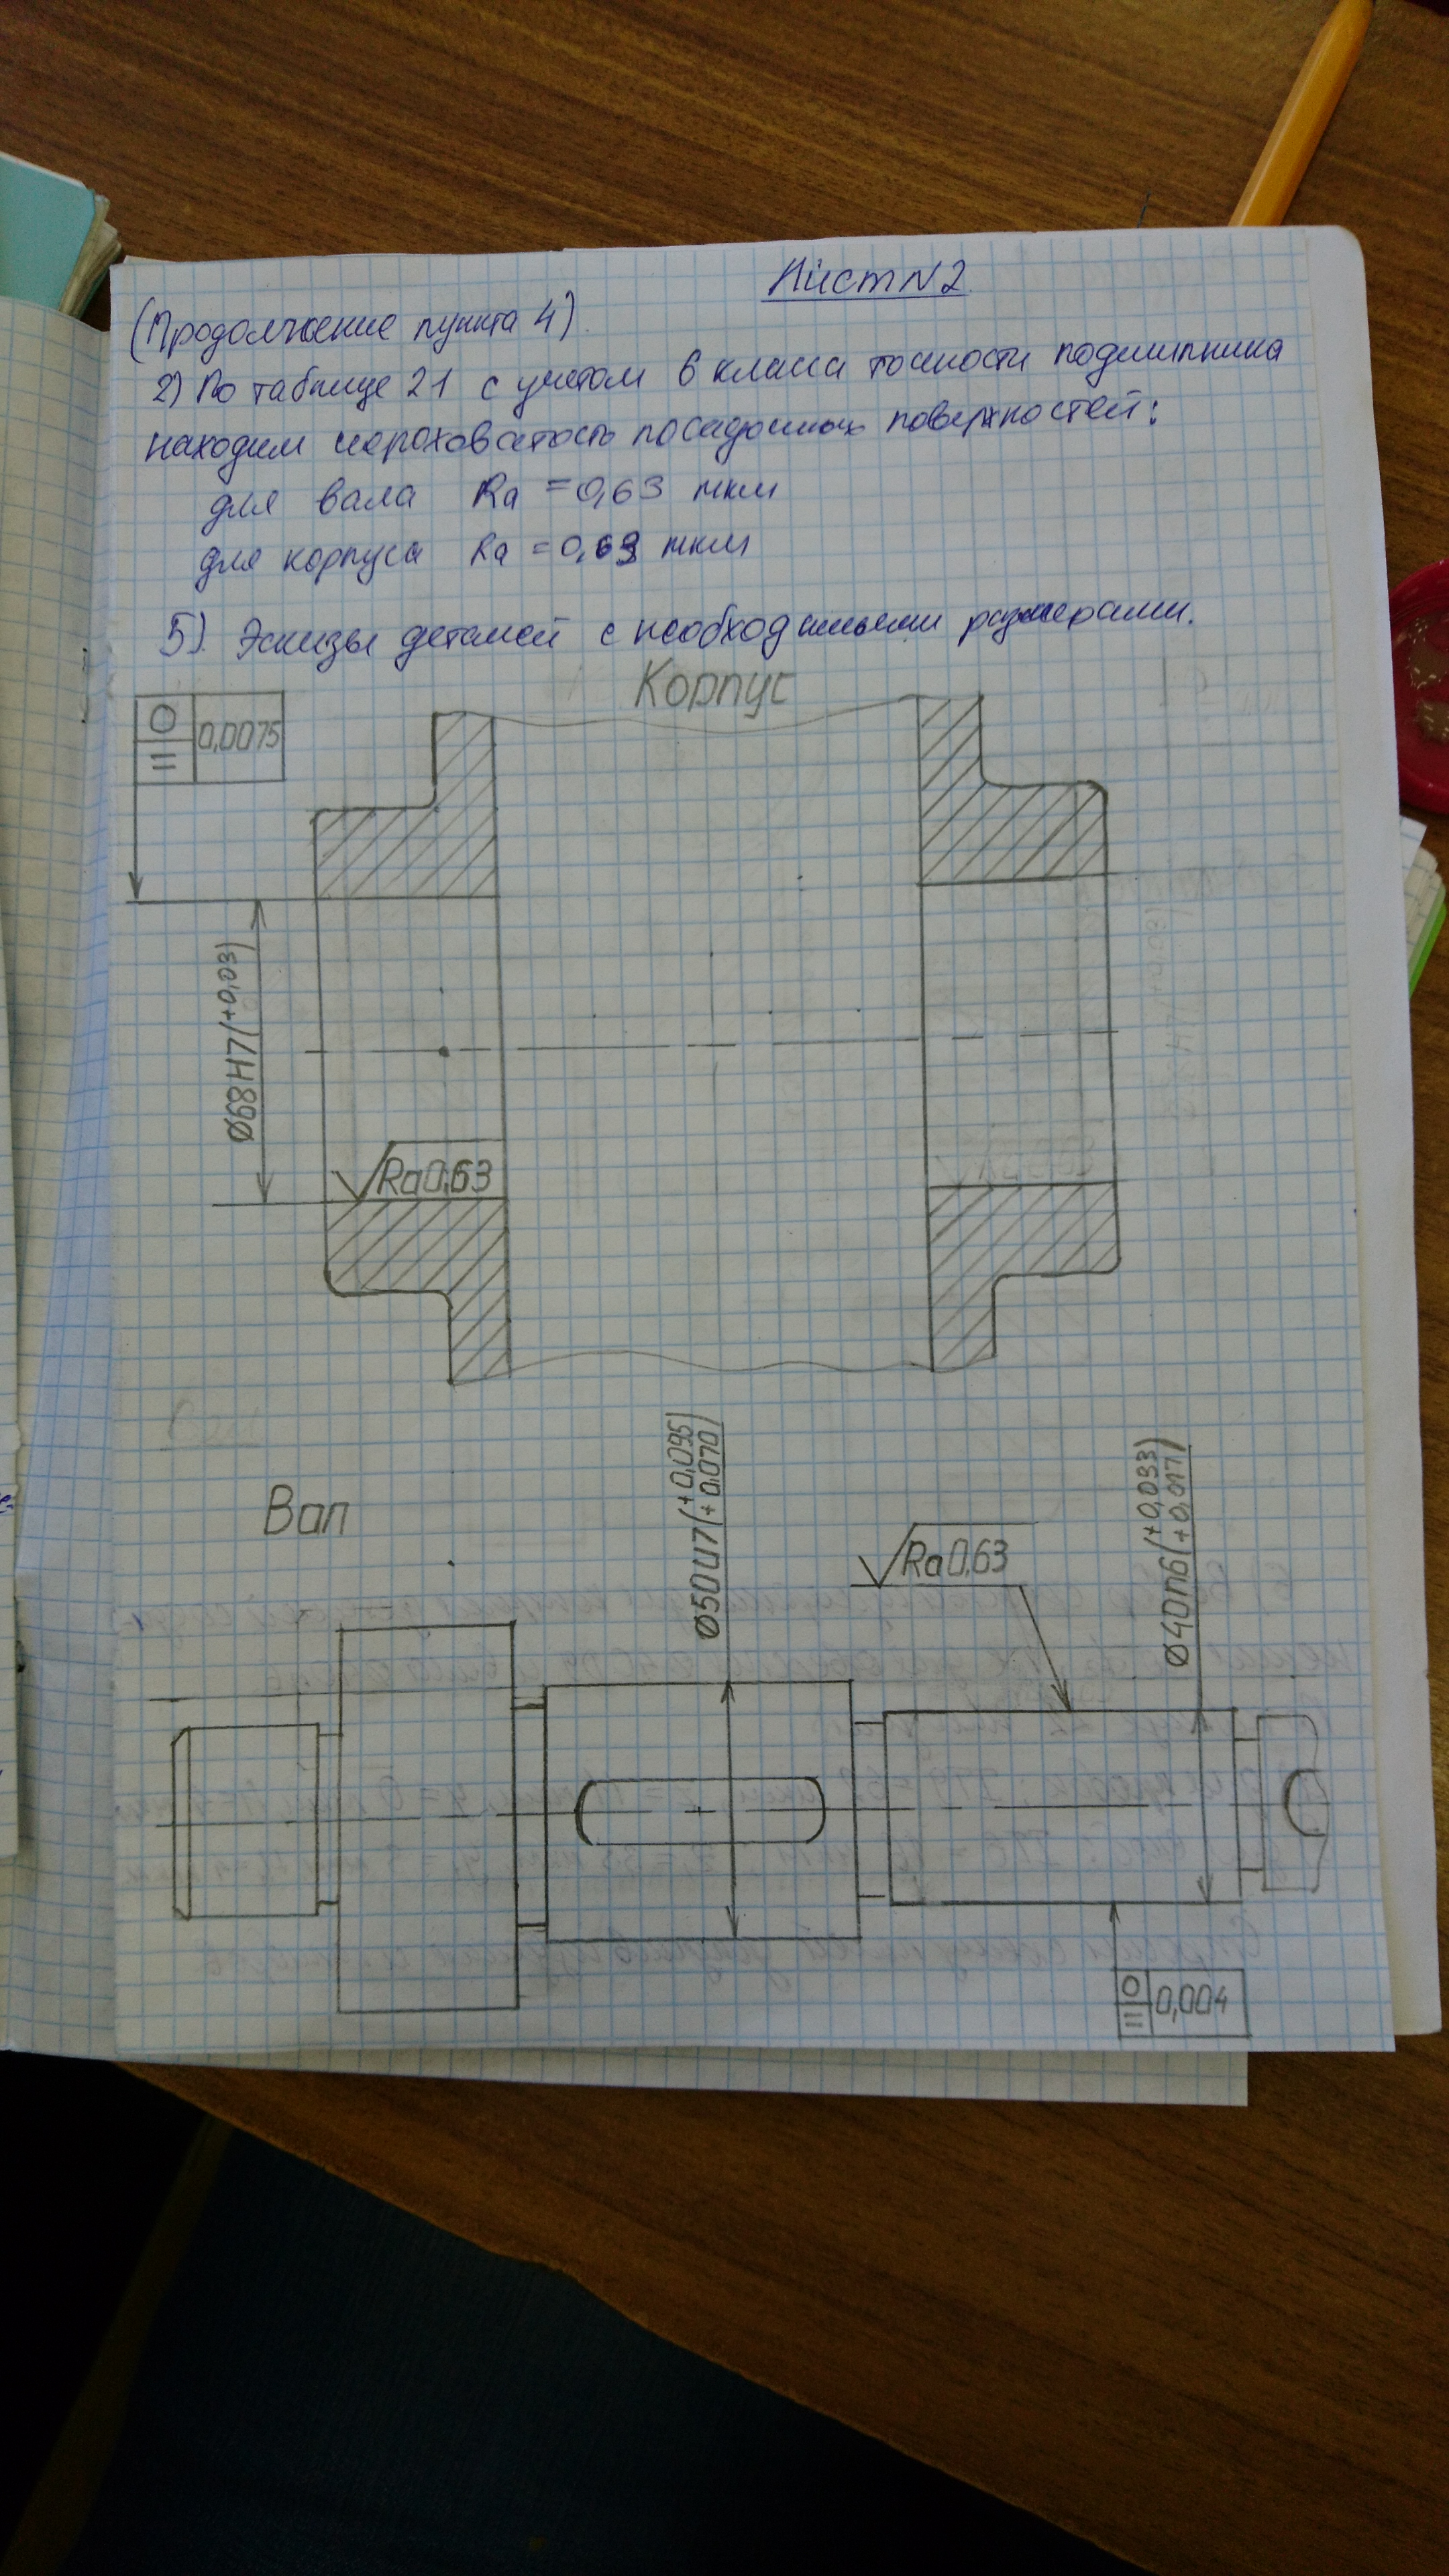 Лист N2
(Продолжение пункта 4)
2) По таблице 21 с учетом 6 класса точности подшипника
находим шероховатость посадочных поверхностей:
для вала Ra = 0,63 мкм
для корпуса Ra = 0,63 мкм
5). Эскизы деталей с необходимыми размерами.
Корпус
0,0075
Ø68H7(+0,03)
√Ra0,63
Вал
Ø50U7(+0,095
+0,070)
√Ra0,63
Ø40n6(+0,033
+0,017)
0,004